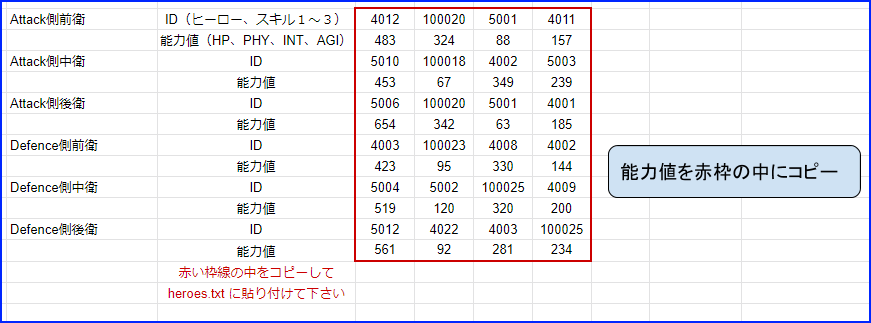 Attack側前衛 ID（ヒーロー、スキル１～３） 4012 100020 5001 4011
能力値（HP、PHY、INT、AGI） 483 324 88 157
Attack側中衛 ID 5010 100018 4002 5003
能力値 453 67 349 239
Attack側後衛 ID 5006 100020 5001 4001
能力値 654 342 63 185
Defence側前衛 ID 4003 100023 4008 4002
能力値 423 95 330 144
Defence側中衛 ID 5004 5002 100025 4009
能力値 519 120 320 200
Defence側後衛 ID 5012 4022 4003 100025
能力値 561 92 281 234
赤い枠線の中をコピーして
heroes.txt に貼り付けて下さい
能力値を赤枠の中にコピー